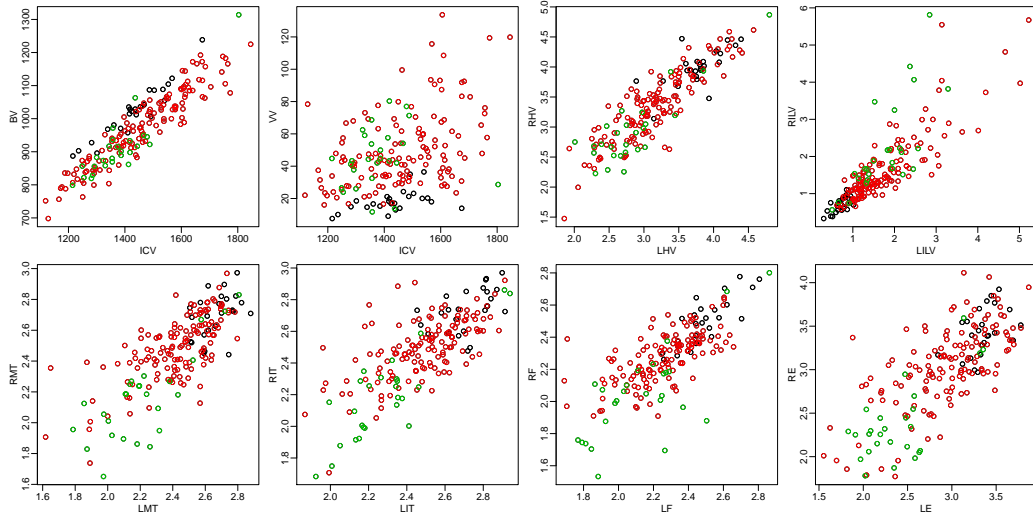 BV
700 800 900 1000 1100 1300
1200 1400 1600 1800
ICV
VV
20 40 60 80 100 120
1200 1400 1600 1800
ICV
RHV
1.5 2.0 2.5 3.0 3.5 4.0 4.5 5.0
2.0 2.5 3.0 3.5 4.0 4.5
LHV
RILV
1 2 3 4 5 6
1 2 3 4 5
LILV
RMT
1.6 1.8 2.0 2.2 2.4 2.6 2.8 3.0
1.6 1.8 2.0 2.2 2.4 2.6 2.8
LMT
RIT
1.8 2.0 2.2 2.4 2.6 2.8 3.0
2.0 2.2 2.4 2.6 2.8
LIT
RF
1.6 1.8 2.0 2.2 2.4 2.6 2.8
1.8 2.0 2.2 2.4 2.6 2.8
LF
RE
2.0 2.5 3.0 3.5 4.0
1.5 2.0 2.5 3.0 3.5
LE